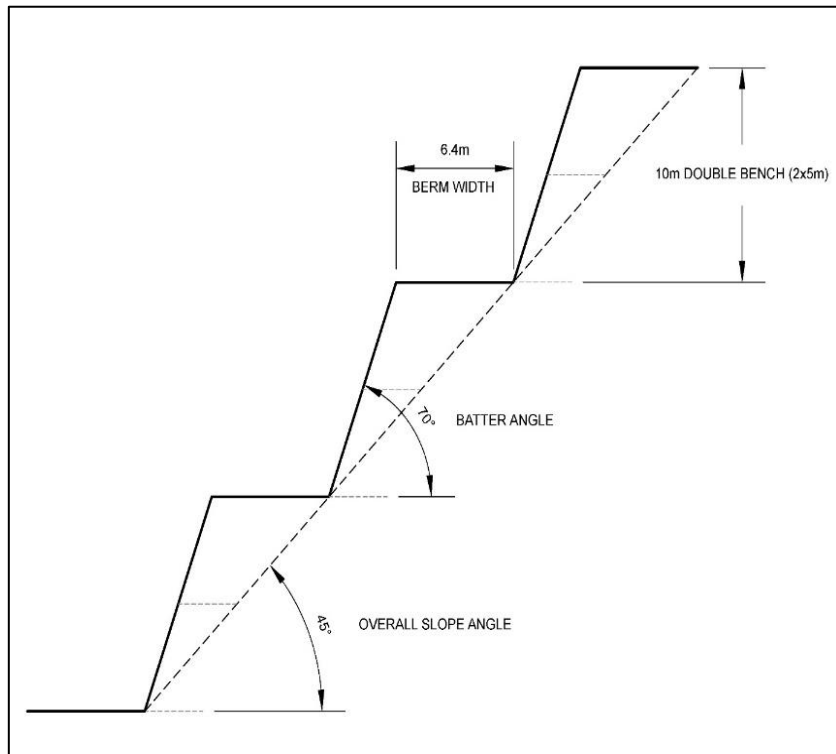 6.4m
BERM WIDTH
10m DOUBLE BENCH (2x5m)
70°
BATTER ANGLE
45°
OVERALL SLOPE ANGLE